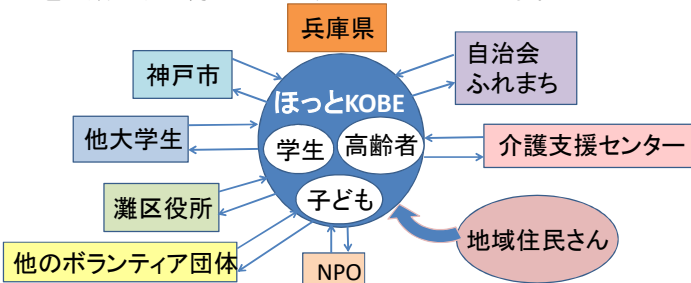 兵庫県
神戸市
自治会
ふれまち
ほっとKOBE
他大学生
学生
高齢者
介護支援センター
子ども
灘区役所
地域住民さん
他のボランティア団体
NPO